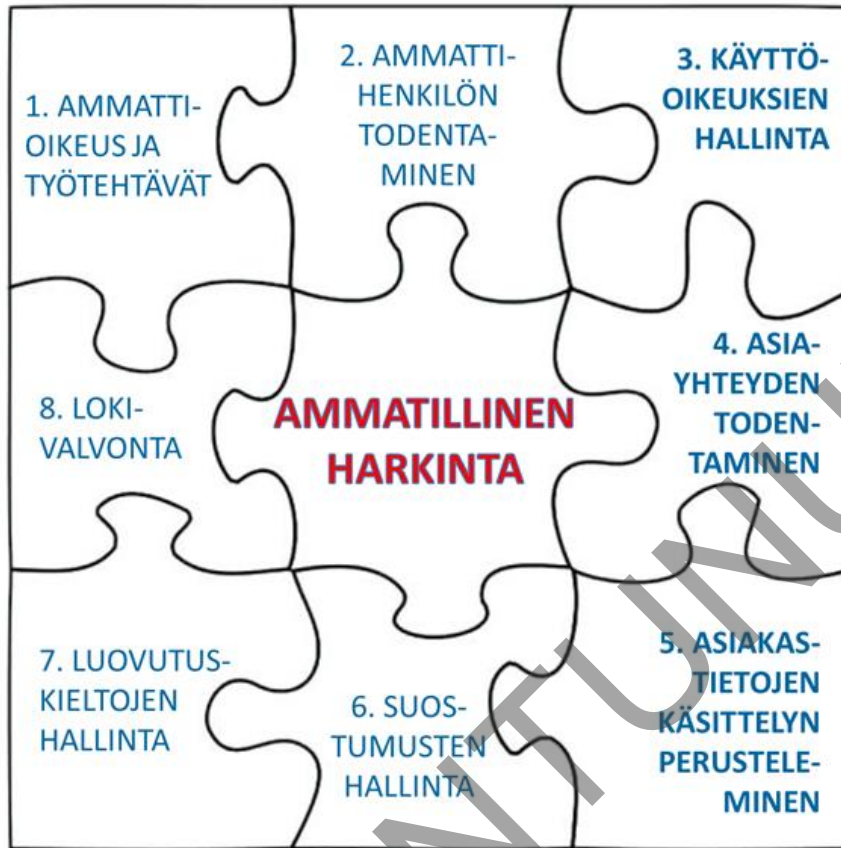 1. AMMATTI-
OIKEUS JA
TYÖTEHTÄVÄT
2. AMMATTI-
HENKILÖN
TODENTA-
MINEN
3. KÄYTTÖ-
OIKEUKSIEN
HALLINTA
4. ASIA-
YHTEYDEN
TODEN-
TAMINEN
8. LOKI-
VALVONTA
AMMATILLINEN
HARKINTA
7. LUOVUTUS-
KIELTOJEN
HALLINTA
6. SUOS-
TUMUSTEN
HALLINTA
5. ASIAKAS-
TIETOJEN
KÄSITTELYN
PERUSTELE-
MINEN